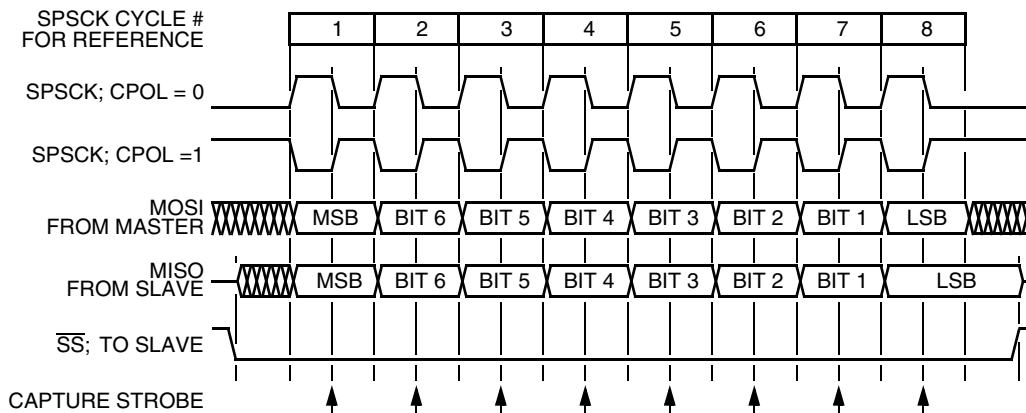 SPSCK CYCLE #
FOR REFERENCE
1 2 3 4 5 6 7 8
SPSCK; CPOL = 0
SPSCK; CPOL =1
MOSI
FROM MASTER
MSB BIT 6 BIT 5 BIT 4 BIT 3 BIT 2 BIT 1 LSB
MISO
FROM SLAVE
MSB BIT 6 BIT 5 BIT 4 BIT 3 BIT 2 BIT 1 LSB
SS; TO SLAVE
CAPTURE STROBE